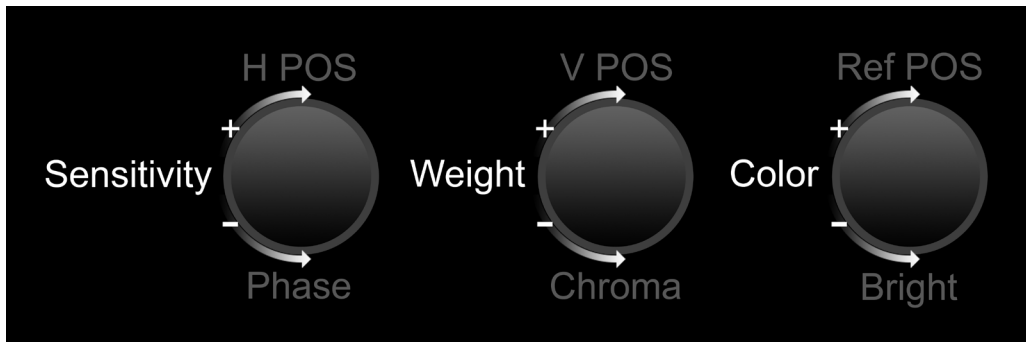 H POS V POS Ref POS
+ + +
Sensitivity Weight Color
- - -
Phase Chroma Bright